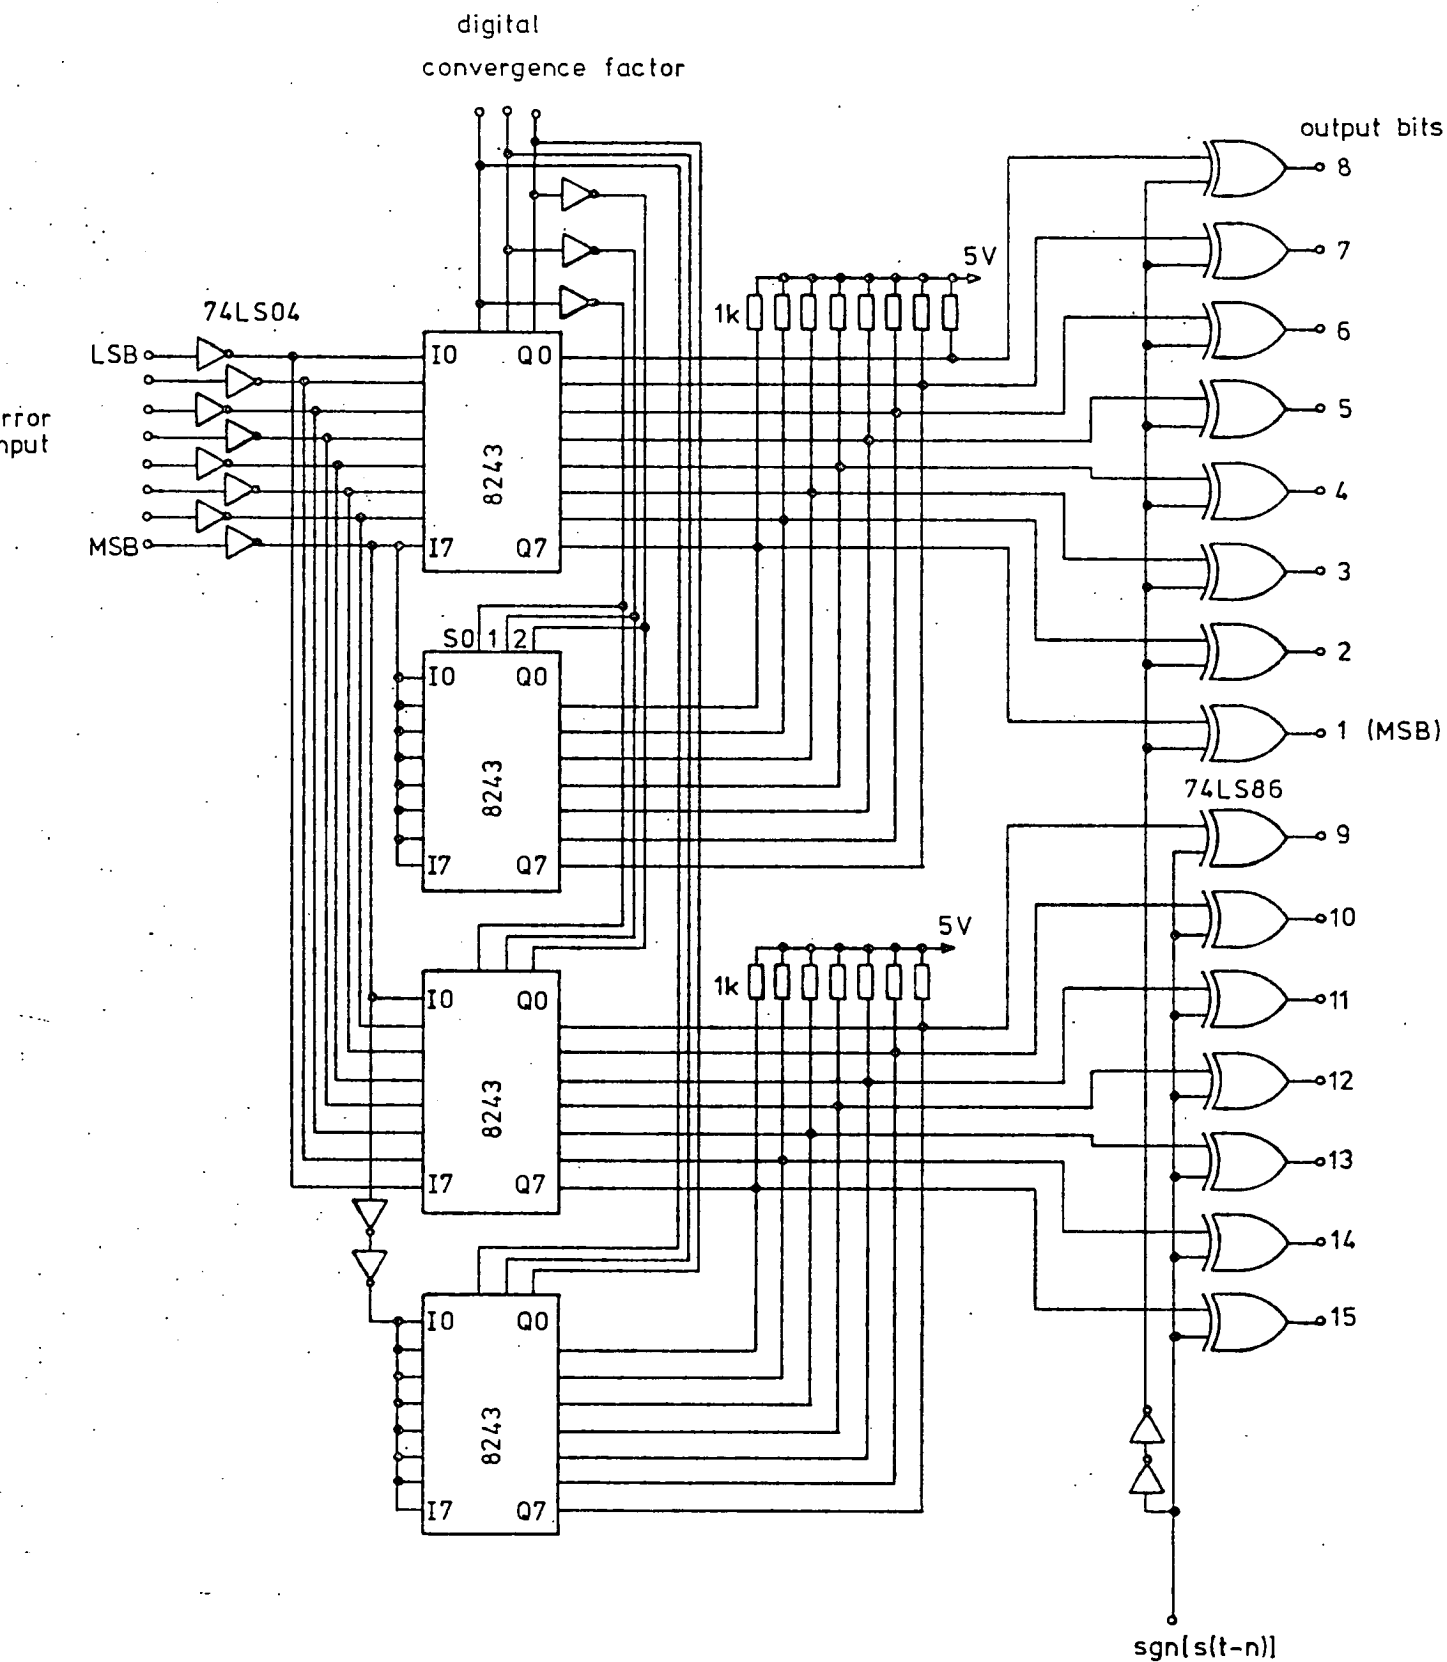 digital
convergence factor
output bits
8
7
5V
6
1k
74LS04
LSB
I0 Q0
5
rror
nput
8243
4
MSB
I7 Q7
3
S0 1 2
2
I0 Q0
1 (MSB)
8243
74LS86
9
I7 Q7
10
5V
1k
I0 Q0
11
12
8243
13
I7 Q7
14
15
I0 Q0
8243
I7 Q7
sgn[s(t-n)]